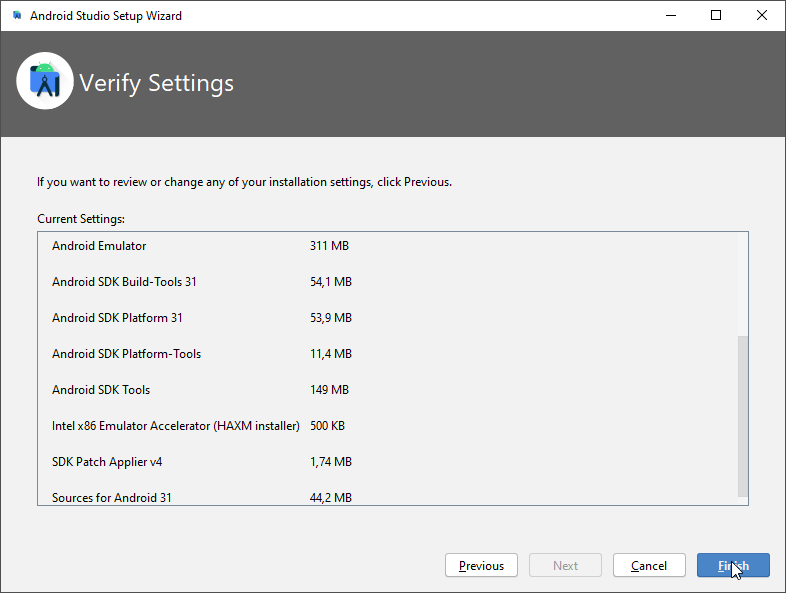 Android Studio Setup Wizard
Verify Settings
If you want to review or change any of your installation settings, click Previous.
Current Settings:
Android Emulator 311 MB
Android SDK Build-Tools 31 54,1 MB
Android SDK Platform 31 53,9 MB
Android SDK Platform-Tools 11,4 MB
Android SDK Tools 149 MB
Intel x86 Emulator Accelerator (HAXM installer) 500 KB
SDK Patch Applier v4 1,74 MB
Sources for Android 31 44,2 MB
Previous Next Cancel Finish